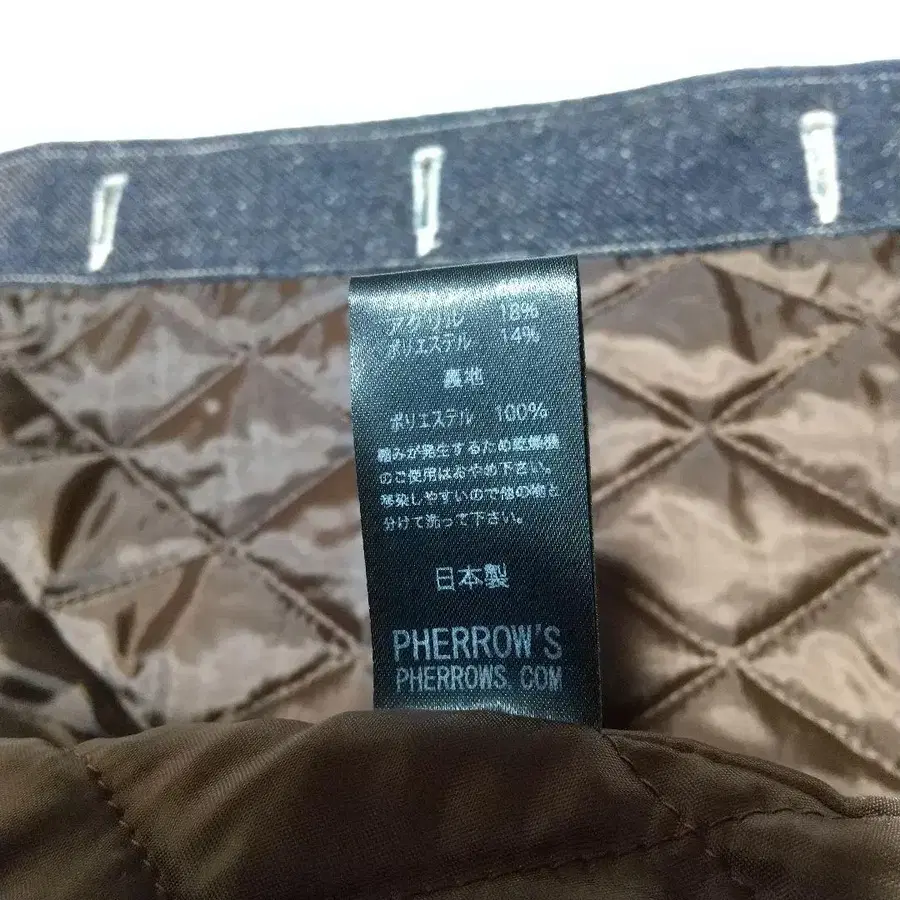 アクリル 18%
ポリエステル 14%
裏地
ポリエステル 100%
縮みが発生するため乾燥機
のご使用はおやめ下さい。
移染しやすいので他の物と
分けて洗って下さい。
日本製
PHERROW'S
PHERROWS.COM